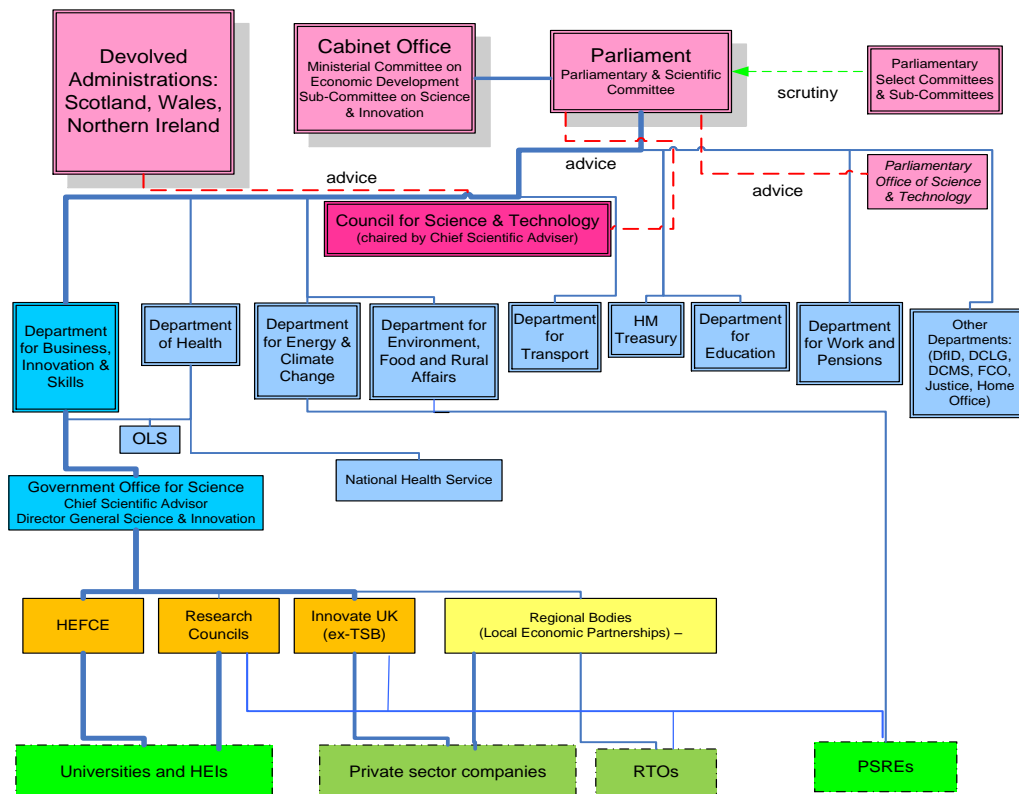 Devolved
Administrations:
Scotland, Wales,
Northern Ireland
Cabinet Office
Ministerial Committee on
Economic Development
Sub-Committee on Science
& Innovation
Parliament
Parliamentary & Scientific
Committee
scrutiny
Parliamentary
Select Committees
& Sub-Committees
advice
advice
advice
Parliamentary
Office of Science
& Technology
Council for Science & Technology
(chaired by Chief Scientific Adviser)
Department
for Business,
Innovation &
Skills
Department
of Health
Department
for Energy &
Climate
Change
Department for
Environment,
Food and Rural
Affairs
Department
for
Transport
HM
Treasury
Department
for
Education
Department
for Work and
Pensions
Other
Departments:
(DfID, DCLG,
DCMS, FCO,
Justice, Home
Office)
OLS
National Health Service
Government Office for Science
Chief Scientific Advisor
Director General Science & Innovation
HEFCE
Research
Councils
Innovate UK
(ex-TSB)
Regional Bodies
(Local Economic Partnerships) –
Universities and HEIs
Private sector companies
RTOs
PSREs